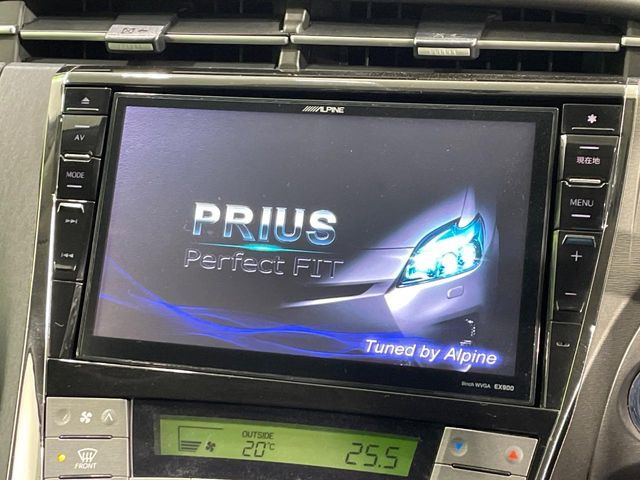 ALPINE
AV
MODE
現在地
MENU
+
−
PRIUS
Perfect FIT
Tuned by Alpine
8inch WVGA EX900
OUTSIDE
20°C
25.5
FRONT